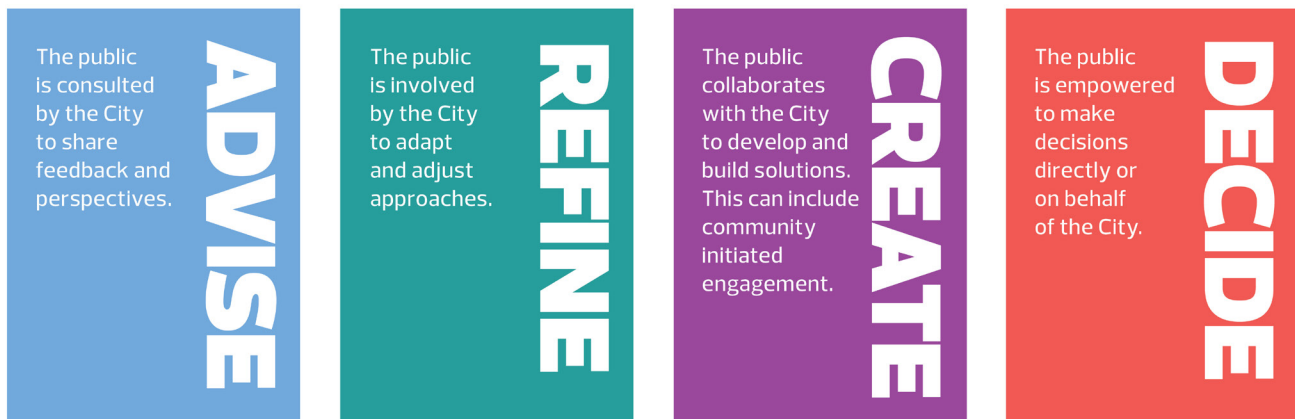 The public
is consulted
by the City
to share
feedback and
perspectives.
ADVISE
The public
is involved
by the City
to adapt
and adjust
approaches.
REFINE
The public
collaborates
with the City
to develop and
build solutions.
This can include
community
initiated
engagement.
CREATE
The public
is empowered
to make
decisions
directly or
on behalf
of the City.
DECIDE